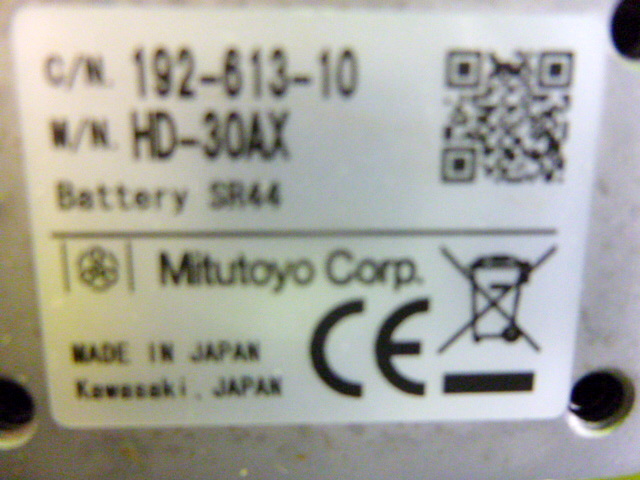 C/N. 192-613-10
M/N. HD-30AX
Battery SR44
Mitutoyo Corp.
MADE IN JAPAN
Kawasaki, JAPAN
CE